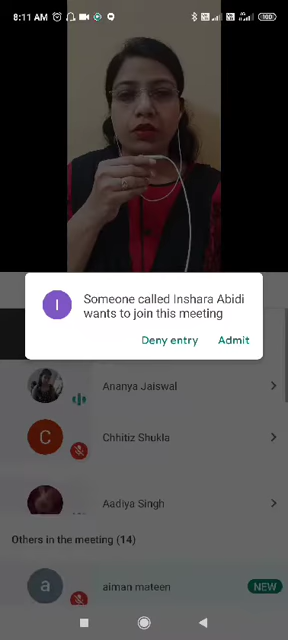 8:11 AM
100
I
Someone called Inshara Abidi
wants to join this meeting
Deny entry Admit
Ananya Jaiswal
C
Chhitiz Shukla
Aadiya Singh
Others in the meeting (14)
a
aiman mateen
NEW